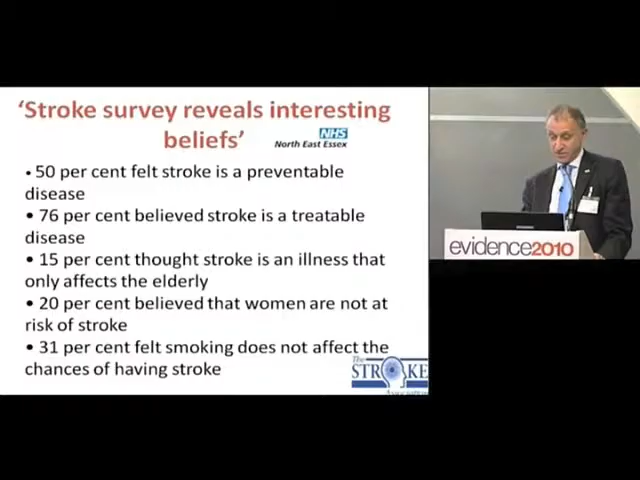 ‘Stroke survey reveals interesting
beliefs’
NHS
North East Essex
• 50 per cent felt stroke is a preventable
disease
• 76 per cent believed stroke is a treatable
disease
• 15 per cent thought stroke is an illness that
only affects the elderly
• 20 per cent believed that women are not at
risk of stroke
• 31 per cent felt smoking does not affect the
chances of having stroke
The
STROKE
Association
evidence2010